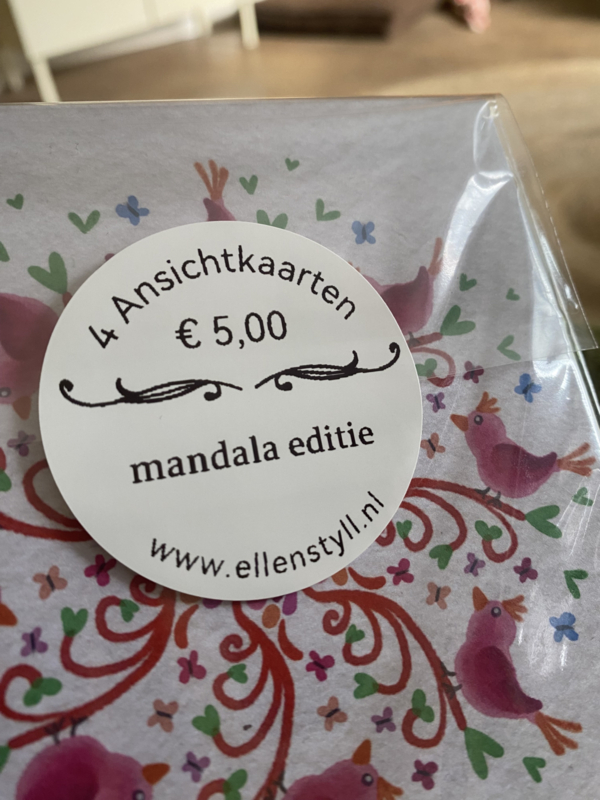 4 Ansichtkaarten
€ 5,00
mandala editie
www.ellenstyll.nl